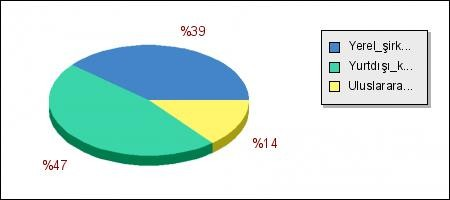 %39
Yerel_şirk...
Yurtdışı_k...
Uluslarara...
%14
%47